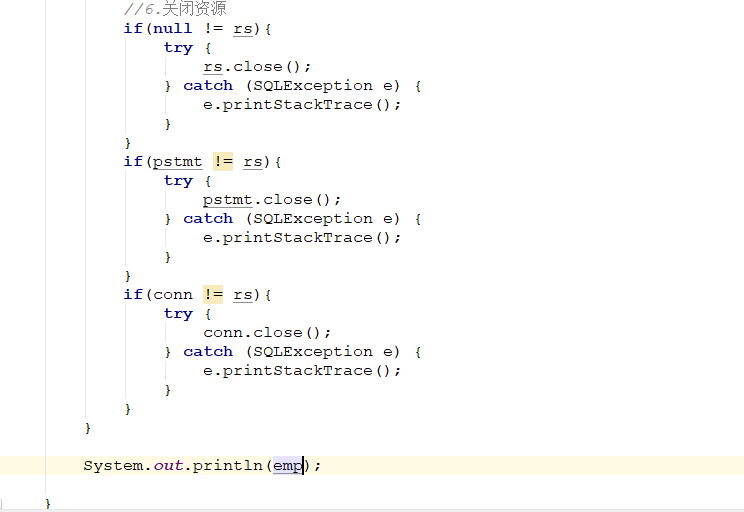 //6.关闭资源
if(null != rs){
try {
rs.close();
} catch (SQLException e) {
e.printStackTrace();
}
}
if(pstmt != rs){
try {
pstmt.close();
} catch (SQLException e) {
e.printStackTrace();
}
}
if(conn != rs){
try {
conn.close();
} catch (SQLException e) {
e.printStackTrace();
}
}
}
System.out.println(emp);
}